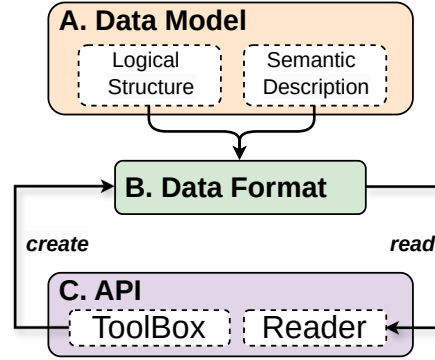 A. Data Model
Logical
Structure
Semantic
Description
B. Data Format
create
read
C. API
ToolBox
Reader